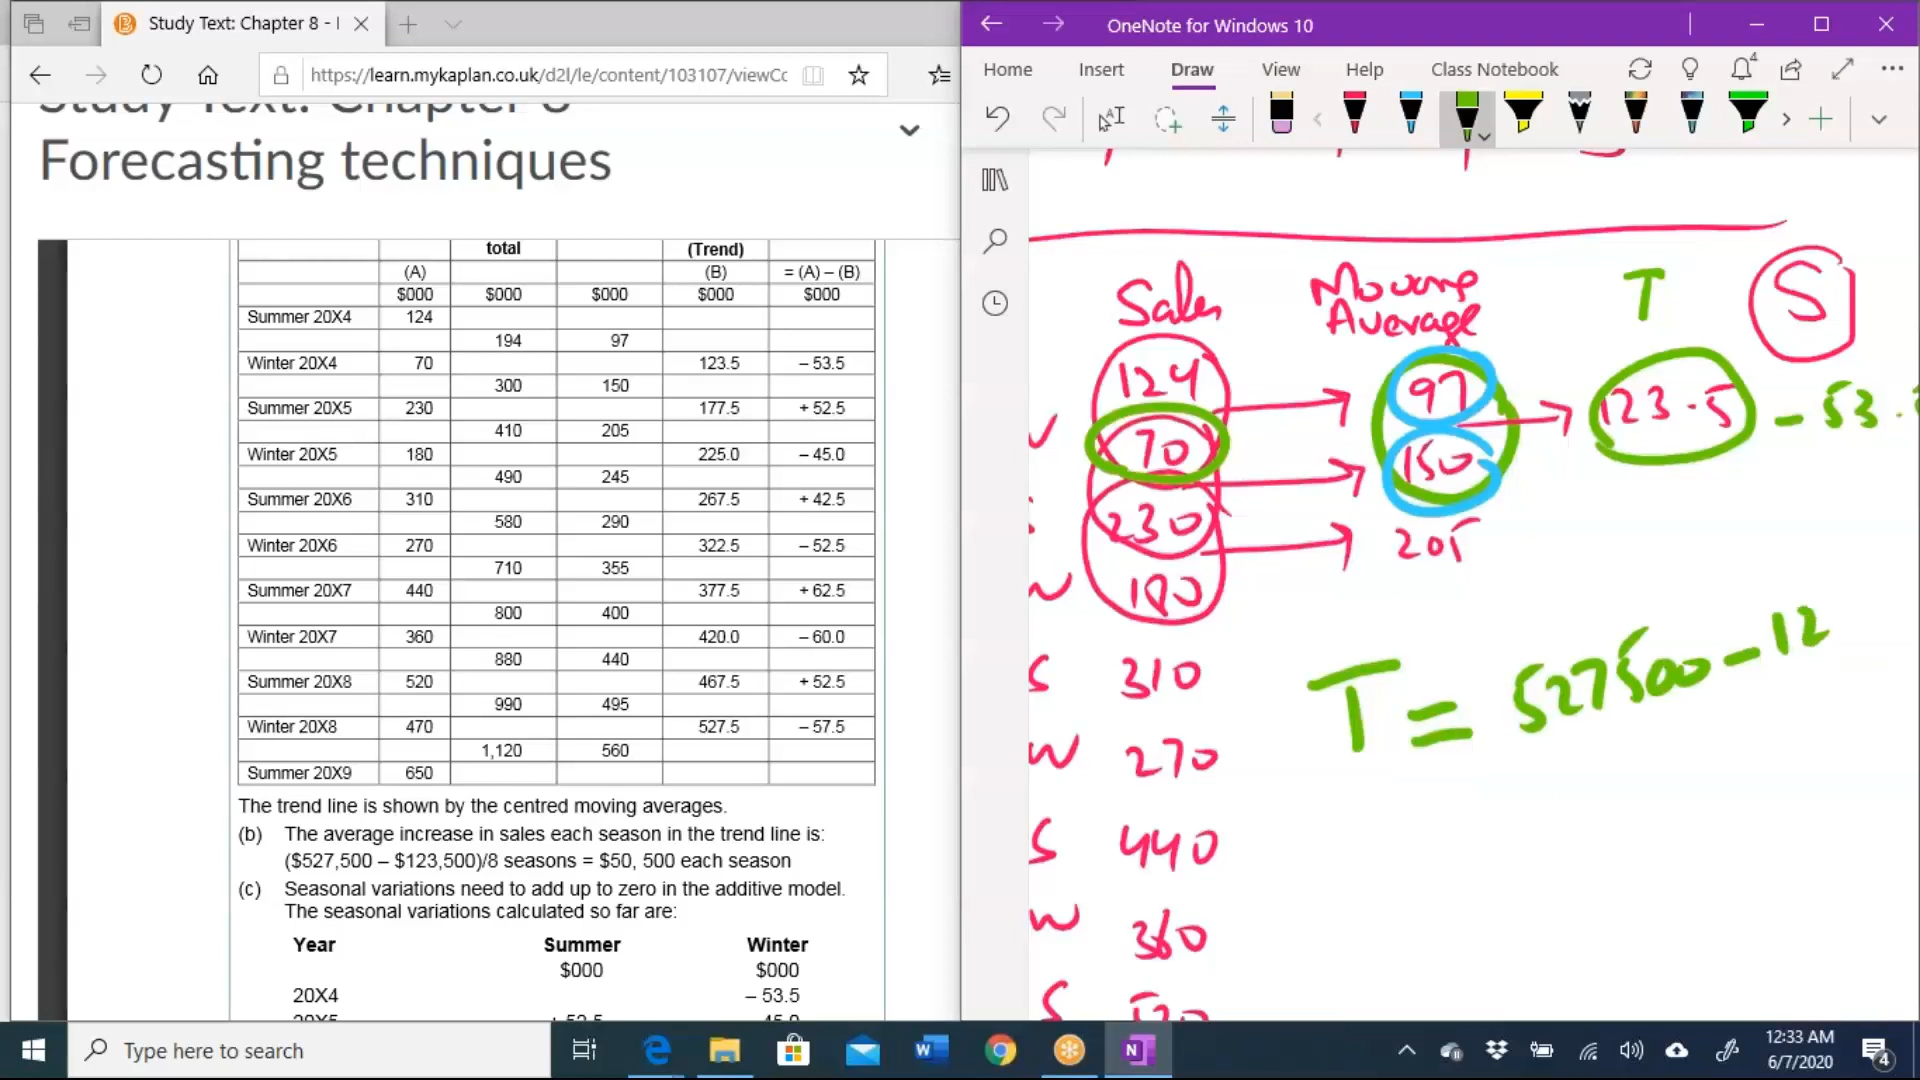 Study Text: Chapter 8 - I
https://learn.mykaplan.co.uk/d2l/le/content/103107/viewCc
Study Text: Chapter 8
Forecasting techniques
total (Trend)
(A) (B) = (A) – (B)
$000 $000 $000 $000 $000
Summer 20X4 124
194 97
Winter 20X4 70 123.5 – 53.5
300 150
Summer 20X5 230 177.5 + 52.5
410 205
Winter 20X5 180 225.0 – 45.0
490 245
Summer 20X6 310 267.5 + 42.5
580 290
Winter 20X6 270 322.5 – 52.5
710 355
Summer 20X7 440 377.5 + 62.5
800 400
Winter 20X7 360 420.0 – 60.0
880 440
Summer 20X8 520 467.5 + 52.5
990 495
Winter 20X8 470 527.5 – 57.5
1,120 560
Summer 20X9 650
The trend line is shown by the centred moving averages.
(b) The average increase in sales each season in the trend line is:
($527,500 – $123,500)/8 seasons = $50, 500 each season
(c) Seasonal variations need to add up to zero in the additive model.
The seasonal variations calculated so far are:
Year Summer Winter
$000 $000
20X4 – 53.5
OneNote for Windows 10
Home Insert Draw View Help Class Notebook
4
Sales Moving Average T S
124 97 123.5 - 53.
W 70 150
230 205
W 180
T = 527500 - 12
S 310
W 270
S 440
W 360
S 520
Type here to search
12:33 AM
6/7/2020
4